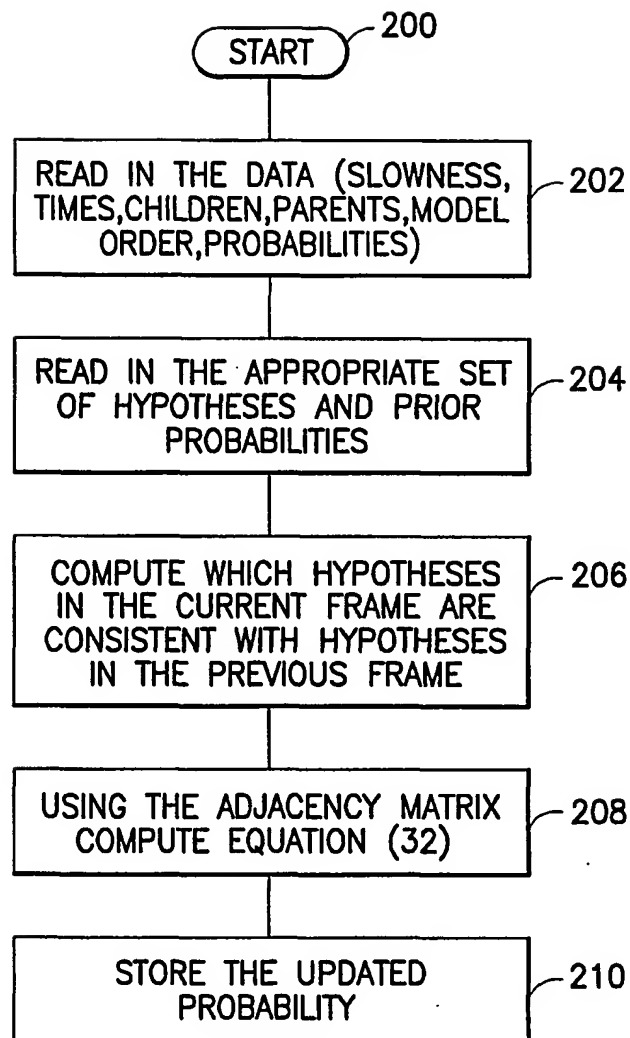 START
200
READ IN THE DATA (SLOWNESS,
TIMES,CHILDREN,PARENTS,MODEL
ORDER,PROBABILITIES)
202
READ IN THE APPROPRIATE SET
OF HYPOTHESES AND PRIOR
PROBABILITIES
204
COMPUTE WHICH HYPOTHESES
IN THE CURRENT FRAME ARE
CONSISTENT WITH HYPOTHESES
IN THE PREVIOUS FRAME
206
USING THE ADJACENCY MATRIX
COMPUTE EQUATION (32)
208
STORE THE UPDATED
PROBABILITY
210